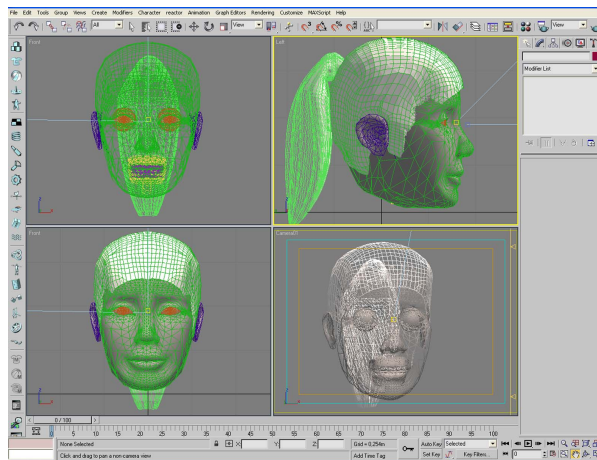 File Edit Tools Group Views Create Modifiers Character reactor Animation Graph Editors Rendering Customize MAXScript Help
All View View
Modifier List
Front Left
Front Camera01
0 / 100
0 5 10 15 20 25 30 35 40 45 50 55 60 65 70 75 80 85 90 95 100
None Selected X: Y: Z: Grid = 0,254m Auto Key Selected
Click and drag to pan a non-camera view Add Time Tag Set Key Key Filters... 0